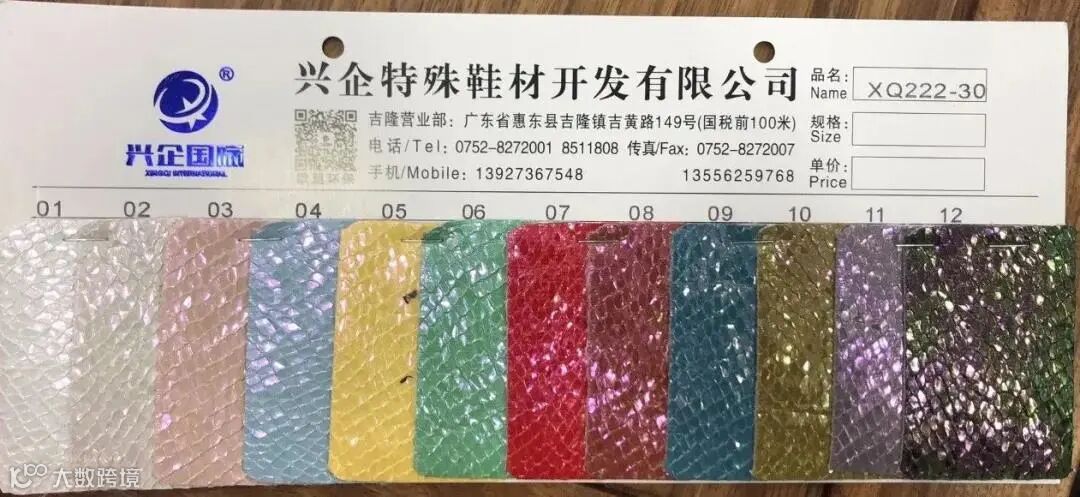 兴企特殊鞋材开发有限公司
吉隆营业部：广东省惠东县吉隆镇吉黄路149号(国税前100米)
电话/Tel：0752-8272001 8511808 传真/Fax：0752-8272007
手机/Mobile：13927367548 13556259768
®
兴企国际
XINGQI INTERNATIONAL
品名：
Name XQ222-30
规格：
Size
单价：
Price
01 02 03 04 05 06 07 08 09 10 11 12
大数跨境